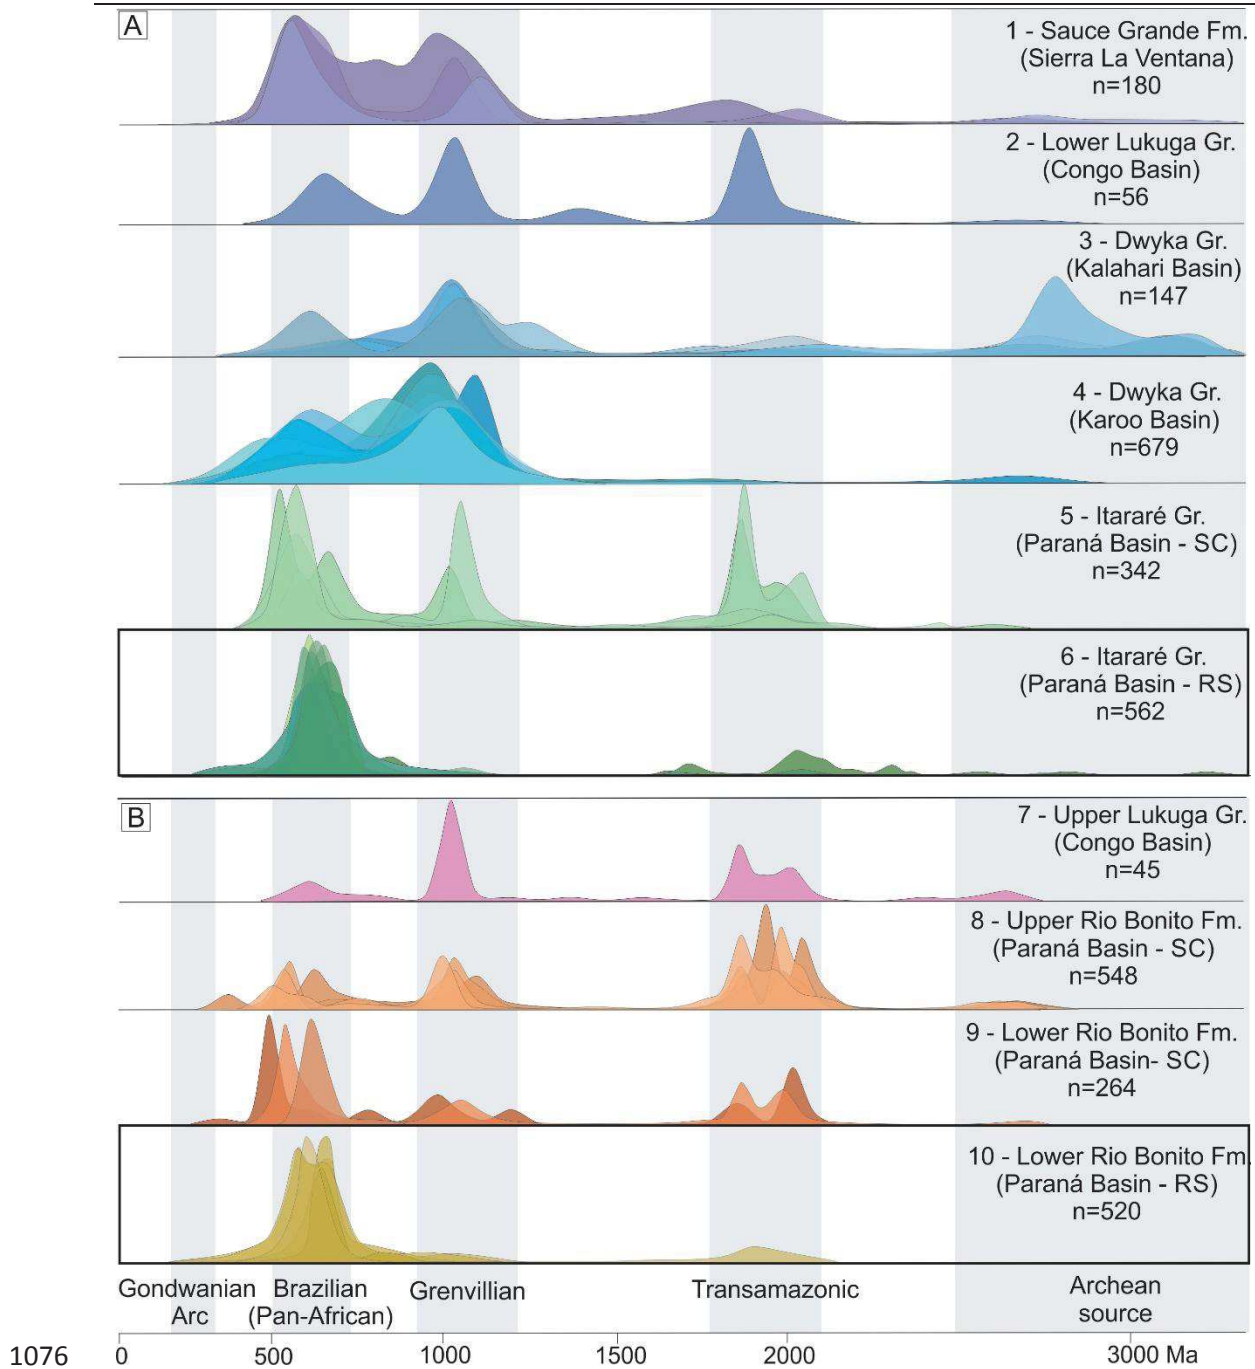 A
1 - Sauce Grande Fm.
(Sierra La Ventana)
n=180
2 - Lower Lukuga Gr.
(Congo Basin)
n=56
3 - Dwyka Gr.
(Kalahari Basin)
n=147
4 - Dwyka Gr.
(Karoo Basin)
n=679
5 - Itararé Gr.
(Paraná Basin - SC)
n=342
6 - Itararé Gr.
(Paraná Basin - RS)
n=562
B
7 - Upper Lukuga Gr.
(Congo Basin)
n=45
8 - Upper Rio Bonito Fm.
(Paraná Basin - SC)
n=548
9 - Lower Rio Bonito Fm.
(Paraná Basin- SC)
n=264
10 - Lower Rio Bonito Fm.
(Paraná Basin - RS)
n=520
Gondwanian
Arc
Brazilian
(Pan-African)
Grenvillian
Transamazonic
Archean
source
1076
0 500 1000 1500 2000 3000 Ma